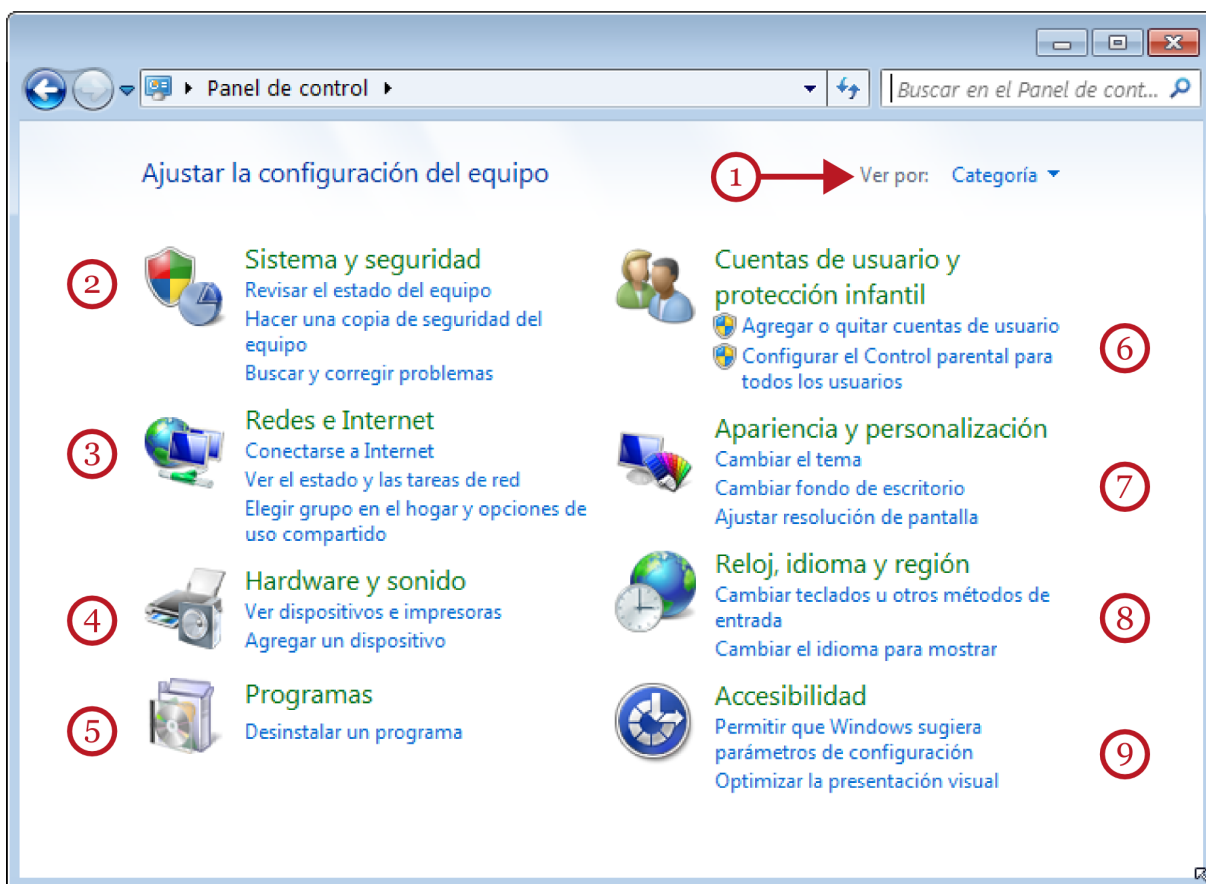 Panel de control
Buscar en el Panel de cont...
Ajustar la configuración del equipo
1
Ver por: Categoría
2
Sistema y seguridad
Revisar el estado del equipo
Hacer una copia de seguridad del
equipo
Buscar y corregir problemas
3
Redes e Internet
Conectarse a Internet
Ver el estado y las tareas de red
Elegir grupo en el hogar y opciones de
uso compartido
4
Hardware y sonido
Ver dispositivos e impresoras
Agregar un dispositivo
5
Programas
Desinstalar un programa
Cuentas de usuario y
protección infantil
Agregar o quitar cuentas de usuario
Configurar el Control parental para
todos los usuarios
6
Apariencia y personalización
Cambiar el tema
Cambiar fondo de escritorio
Ajustar resolución de pantalla
7
Reloj, idioma y región
Cambiar teclados u otros métodos de
entrada
Cambiar el idioma para mostrar
8
Accesibilidad
Permitir que Windows sugiera
parámetros de configuración
Optimizar la presentación visual
9